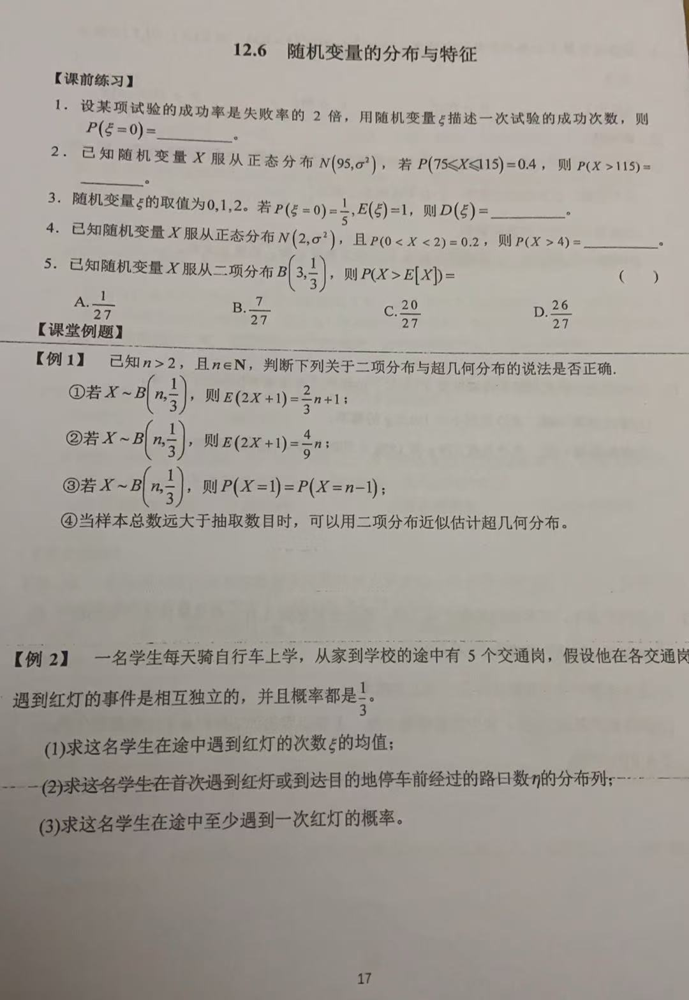 12.6 随机变量的分布与特征
【课前练习】
1. 设某项试验的成功率是失败率的 2 倍，用随机变量ξ描述一次试验的成功次数，则
P(ξ=0)=________。
2. 已知随机变量 X 服从正态分布 N(95,σ²)，若 P(75⩽X⩽115)=0.4，则 P(X>115)=
________。
3. 随机变量ξ的取值为0,1,2。若 P(ξ=0)=1/5, E(ξ)=1，则 D(ξ)=________。
4. 已知随机变量 X 服从正态分布 N(2,σ²)，且 P(0<X<2)=0.2，则 P(X>4)=________。
5. 已知随机变量 X 服从二项分布 B(3,1/3)，则 P(X>E[X])= ( )
A. 1/27 B. 7/27 C. 20/27 D. 26/27
【课堂例题】
【例 1】 已知 n>2，且 n∈N，判断下列关于二项分布与超几何分布的说法是否正确.
①若 X~B(n,1/3)，则 E(2X+1)=2/3n+1；
②若 X~B(n,1/3)，则 E(2X+1)=4/9n；
③若 X~B(n,1/3)，则 P(X=1)=P(X=n-1)；
④当样本总数远大于抽取数目时，可以用二项分布近似估计超几何分布。
【例 2】 一名学生每天骑自行车上学，从家到学校的途中有 5 个交通岗，假设他在各交通岗
遇到红灯的事件是相互独立的，并且概率都是1/3。
(1)求这名学生在途中遇到红灯的次数ξ的均值；
(2)求这名学生在首次遇到红灯或到达目的地停车前经过的路口数η的分布列；
(3)求这名学生在途中至少遇到一次红灯的概率。
17